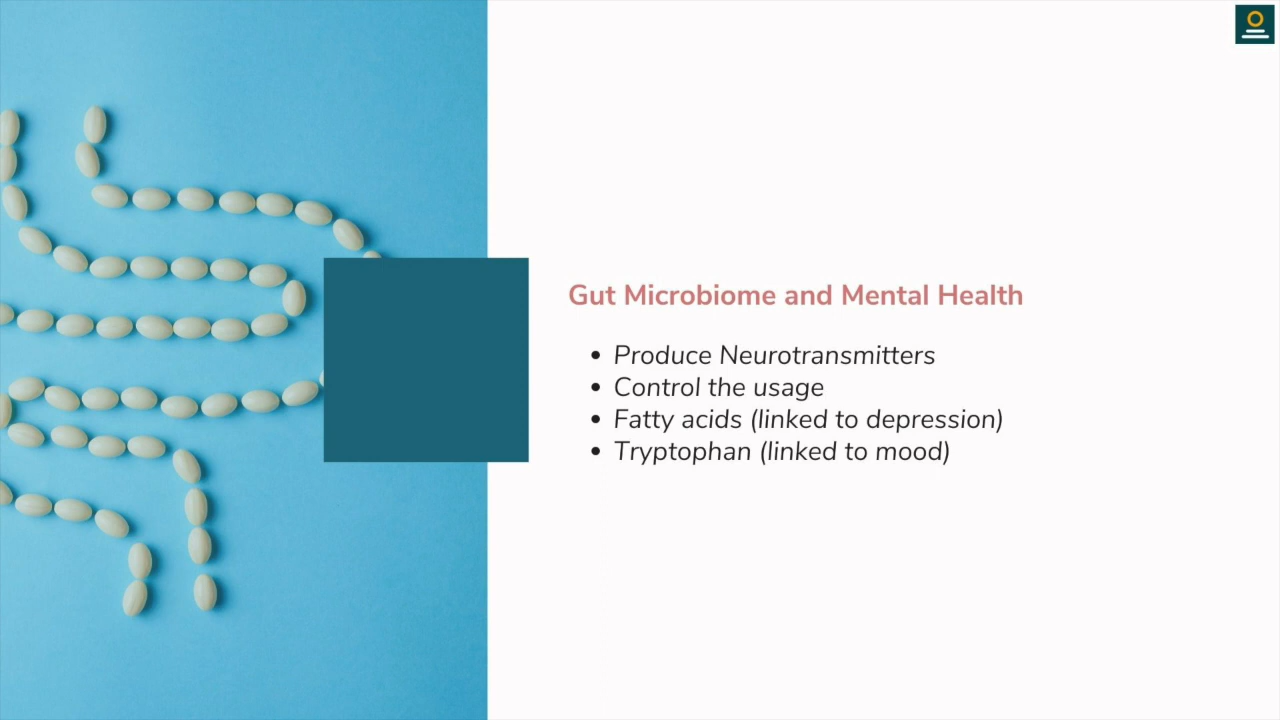 Gut Microbiome and Mental Health
Produce Neurotransmitters
Control the usage
Fatty acids (linked to depression)
Tryptophan (linked to mood)